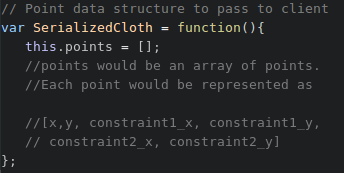 // Point data structure to pass to client
var SerializedCloth = function(){
this.points = [];
//points would be an array of points.
//Each point would be represented as
//[x,y, constraint1_x, constraint1_y,
// constraint2_x, constraint2_y]
};